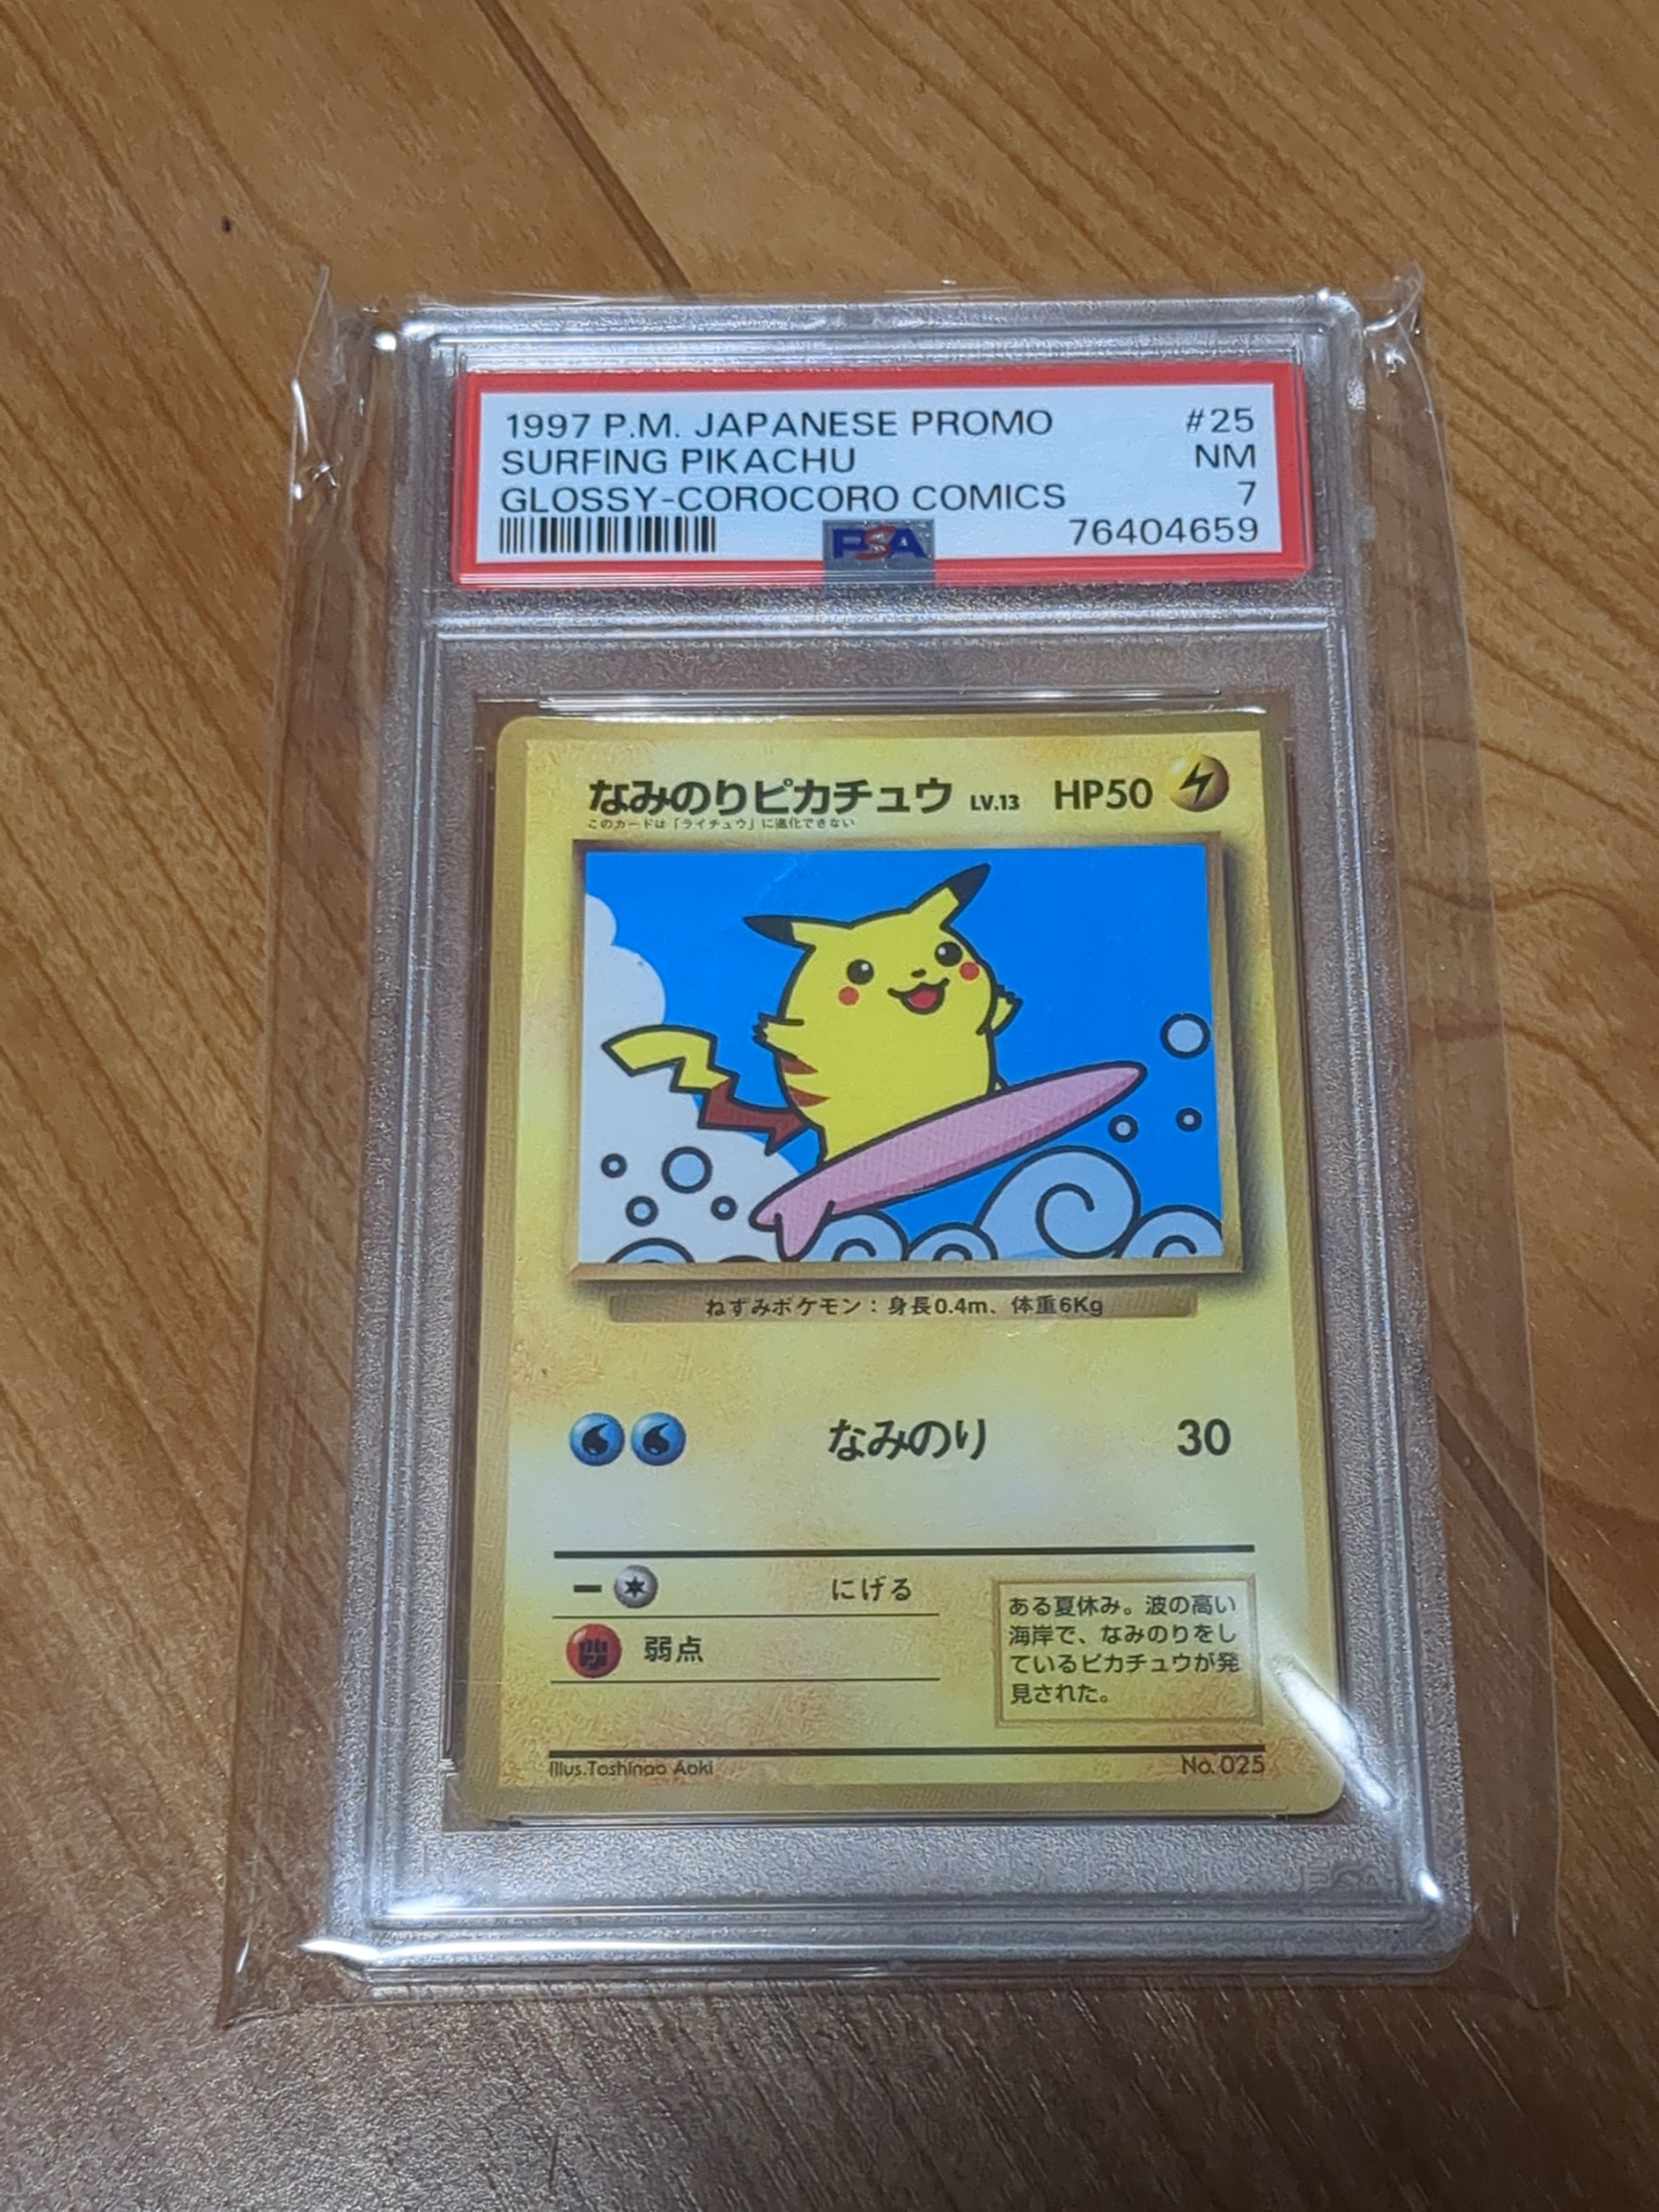 1997 P.M. JAPANESE PROMO #25
SURFING PIKACHU NM
GLOSSY-COROCORO COMICS 7
PSA 76404659
なみのりピカチュウ LV.13 HP50
このカードは「ライチュウ」に進化できない
ねずみポケモン：身長0.4m、体重6Kg
なみのり 30
にげる
弱点
ある夏休み。波の高い
海岸で、なみのりをし
ているピカチュウが発
見された。
Illus.Toshinao Aoki No.025